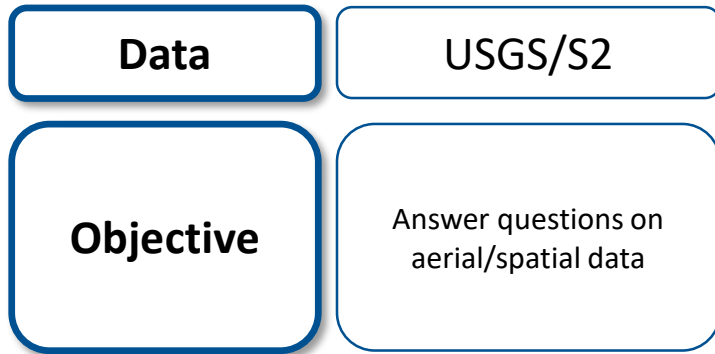 Data
USGS/S2
Objective
Answer questions on
aerial/spatial data